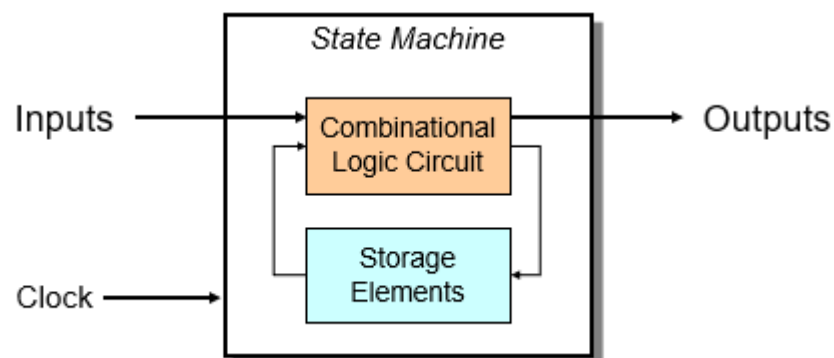 State Machine
Inputs
Combinational
Logic Circuit
Outputs
Storage
Elements
Clock